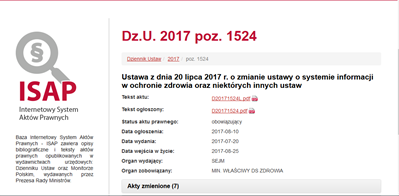 Dz.U. 2017 poz. 1524
Dziennik Ustaw / 2017 / poz. 1524
Ustawa z dnia 20 lipca 2017 r. o zmianie ustawy o systemie informacji
w ochronie zdrowia oraz niektórych innych ustaw
Tekst aktu: D20171524L.pdf
Tekst ogłoszony: D20171524.pdf
Status aktu prawnego: obowiązujący
Data ogłoszenia: 2017-08-10
Data wydania: 2017-07-20
Data wejścia w życie: 2017-08-25
Organ wydający: SEJM
Organ zobowiązany: MIN. WŁAŚCIWY DS ZDROWIA
Akty zmienione (7)
§
ISAP
Internetowy System
Aktów Prawnych
Baza Internetowy System Aktów
Prawnych - ISAP zawiera opisy
bibliograficzne i teksty aktów
prawnych opublikowanych w
wydawnictwach urzędowych:
Dzienniku Ustaw oraz Monitorze
Polskim, wydawanych przez
Prezesa Rady Ministrów.